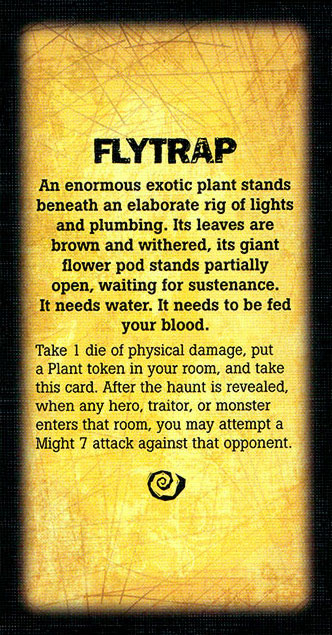 FLYTRAP
An enormous exotic plant stands
beneath an elaborate rig of lights
and plumbing. Its leaves are
brown and withered, its giant
flower pod stands partially
open, waiting for sustenance.
It needs water. It needs to be fed
your blood.
Take 1 die of physical damage, put
a Plant token in your room, and take
this card. After the haunt is revealed,
when any hero, traitor, or monster
enters that room, you may attempt a
Might 7 attack against that opponent.